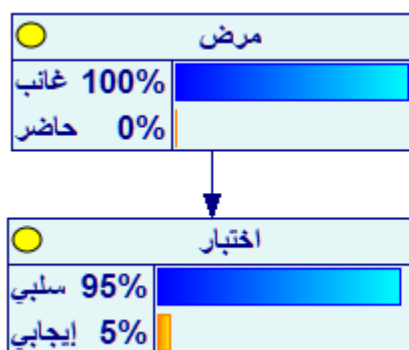 مرض
غائب 100%
حاضر 0%
اختبار
سلبي 95%
إيجابي 5%